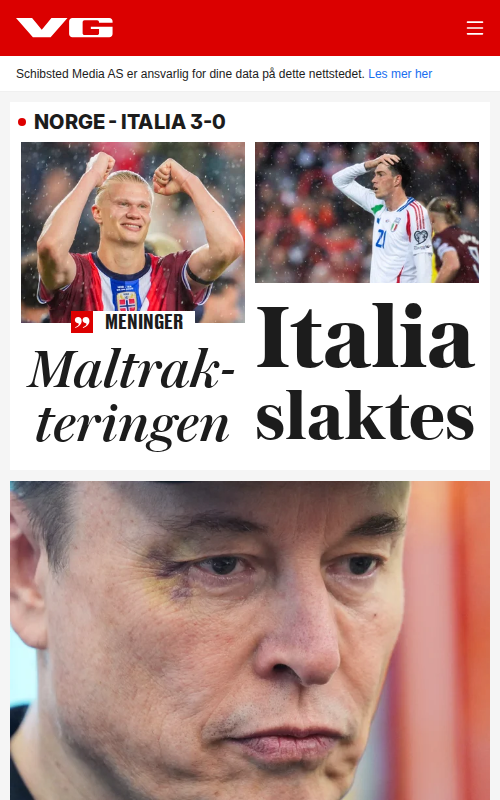 VG
Schibsted Media AS er ansvarlig for dine data på dette nettstedet. Les mer her
NORGE - ITALIA 3-0
MENINGER
Maltrak-
teringen
Italia
slaktes
21